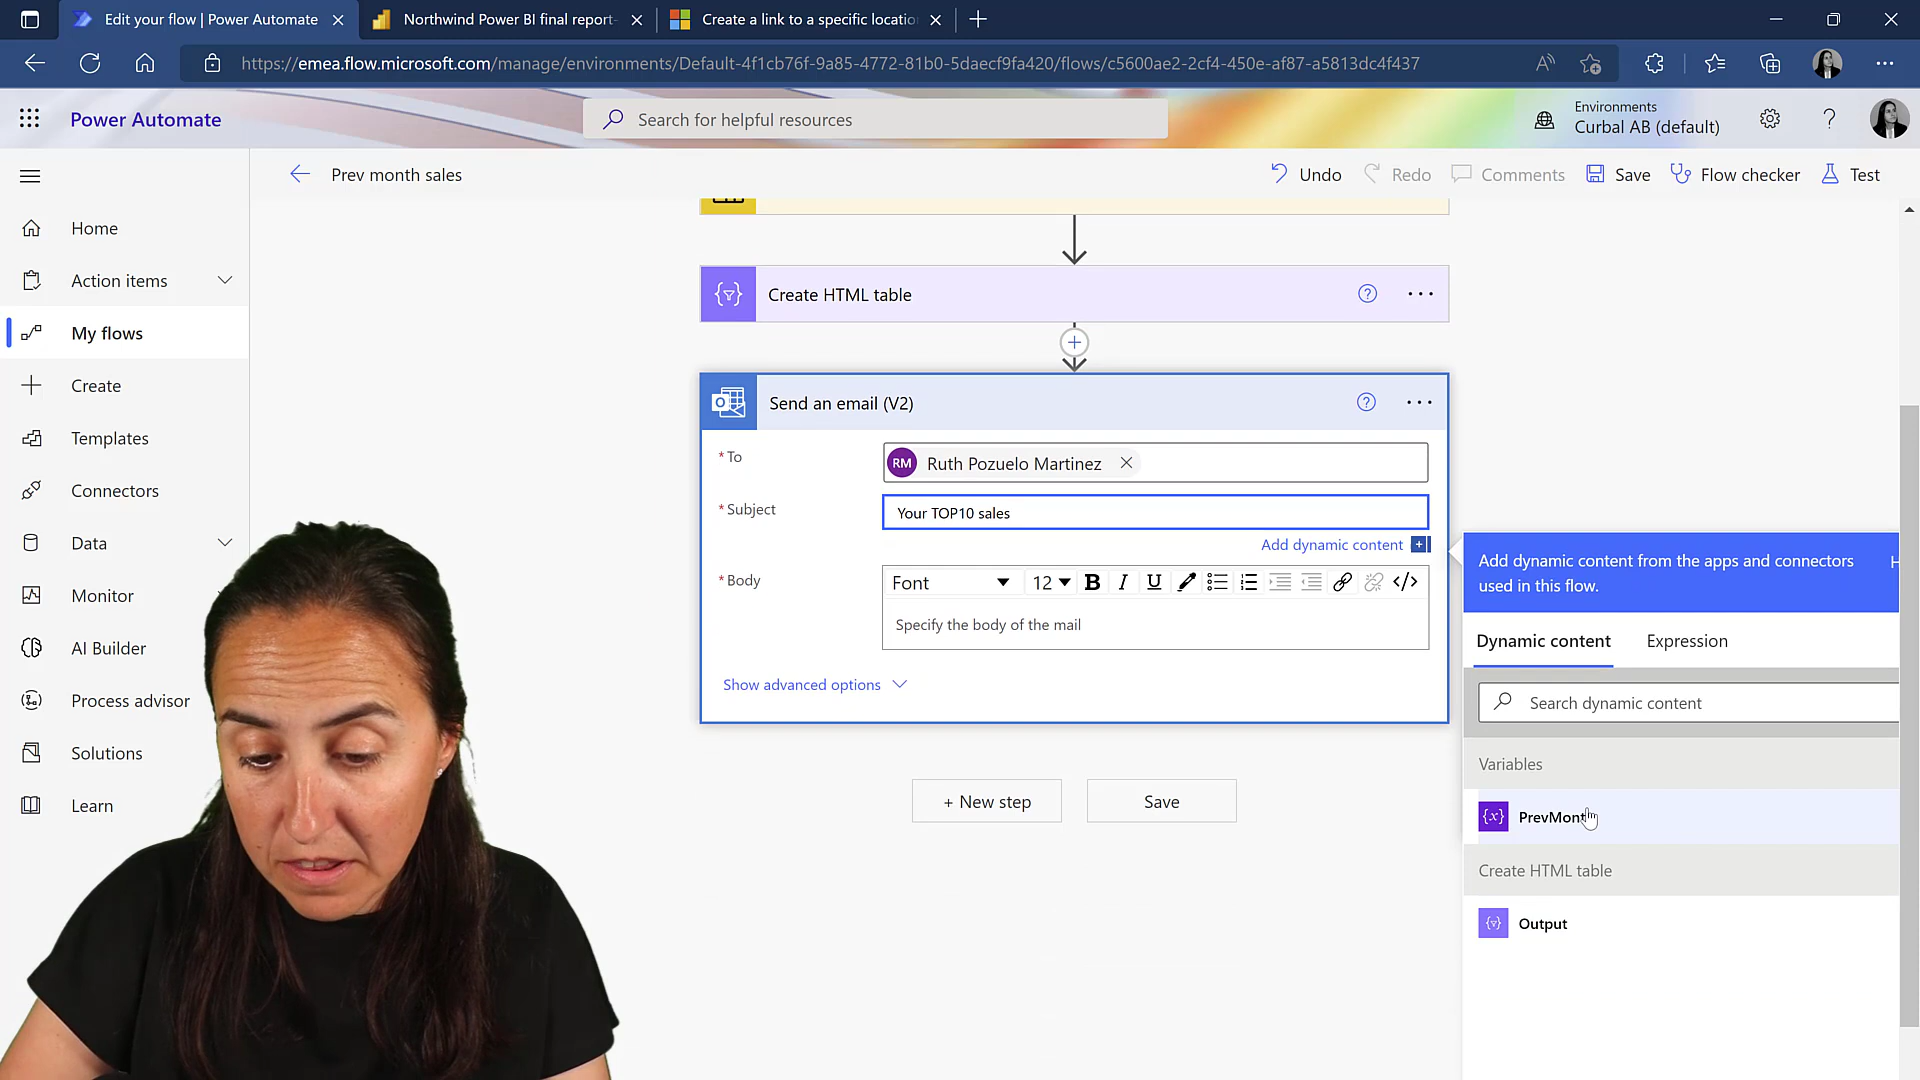 Edit your flow | Power Automate
Northwind Power BI final report-
Create a link to a specific locatio
https://emea.flow.microsoft.com/manage/environments/Default-4f1cb76f-9a85-4772-81b0-5daecf9fa420/flows/c5600ae2-2cf4-450e-af87-a5813dc4f437
Power Automate
Search for helpful resources
Environments
Curbal AB (default)
Prev month sales
Undo
Redo
Comments
Save
Flow checker
Test
Home
Action items
My flows
Create
Templates
Connectors
Data
Monitor
AI Builder
Process advisor
Solutions
Learn
Create HTML table
Send an email (V2)
* To
RM Ruth Pozuelo Martinez
* Subject
Your TOP10 sales
Add dynamic content
* Body
Font
12
B
I
U
</>
Specify the body of the mail
Show advanced options
+ New step
Save
Add dynamic content from the apps and connectors H
used in this flow.
Dynamic content
Expression
Search dynamic content
Variables
PrevMont
Create HTML table
Output